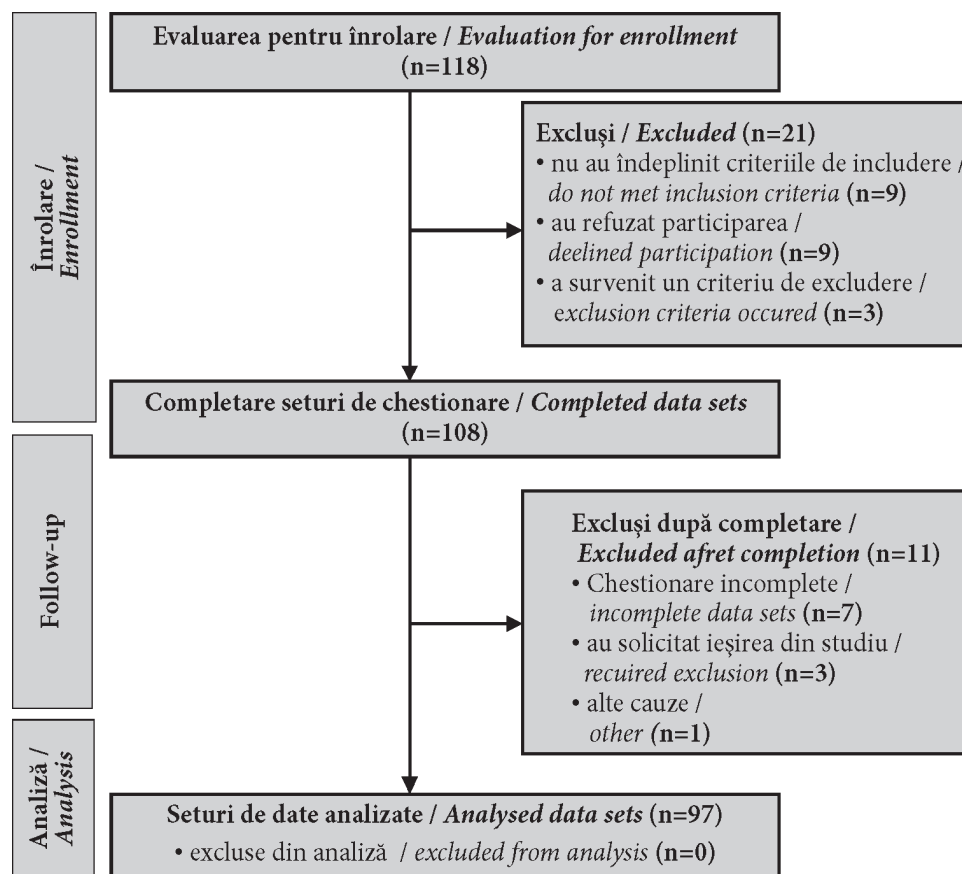 Evaluarea pentru înrolare / Evaluation for enrollment
(n=118)
Înrolare /
Enrollment
Excluși / Excluded (n=21)
• nu au îndeplinit criteriile de includere /
do not met inclusion criteria (n=9)
• au refuzat participarea /
deelined participation (n=9)
• a survenit un criteriu de excludere /
exclusion criteria occured (n=3)
Completare seturi de chestionare / Completed data sets
(n=108)
Follow-up
Excluși după completare /
Excluded afret completion (n=11)
• Chestionare incomplete /
incomplete data sets (n=7)
• au solicitat ieșirea din studiu /
recuired exclusion (n=3)
• alte cauze /
other (n=1)
Analiză /
Analysis
Seturi de date analizate / Analysed data sets (n=97)
• excluse din analiză / excluded from analysis (n=0)